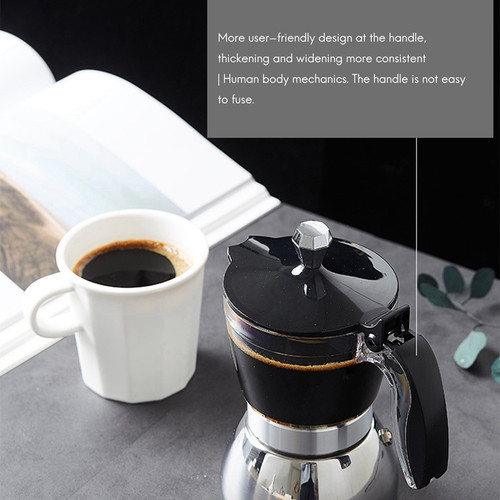 More user–friendly design at the handle,
thickening and widening more consistent
| Human body mechanics. The handle is not easy
to fuse.